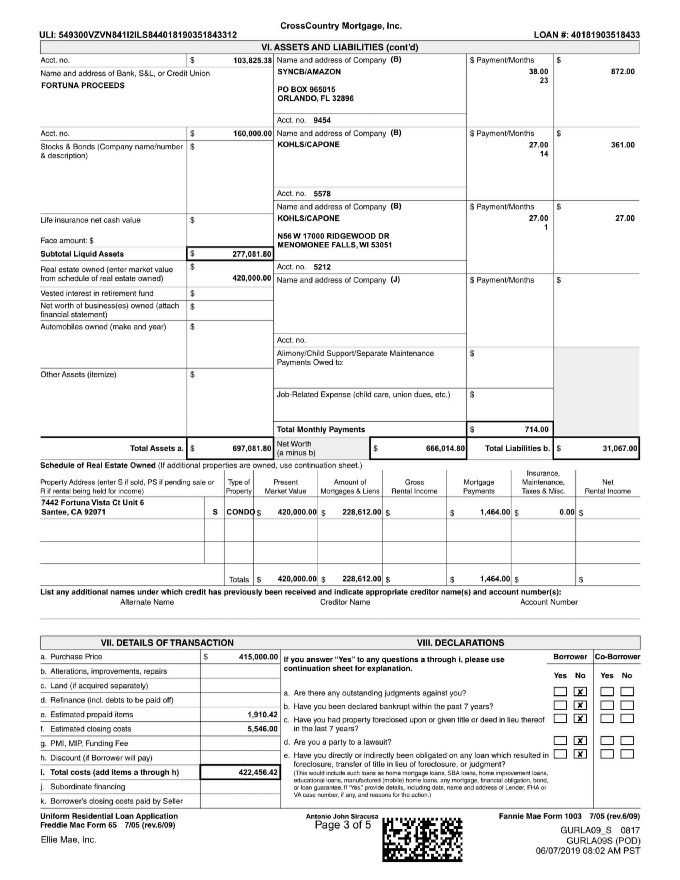 CrossCountry Mortgage, Inc.
ULI: 549300VZVN841I2ILS844018190351843312 LOAN #: 40181903518433
VI. ASSETS AND LIABILITIES (cont'd)
Acct. no. $ 103,825.38
Name and address of Bank, S&L, or Credit Union
FORTUNA PROCEEDS
Acct. no. $ 160,000.00
Stocks & Bonds (Company name/number $
& description)
Life insurance net cash value $
Face amount: $
Subtotal Liquid Assets $ 277,081.80
Real estate owned (enter market value $
from schedule of real estate owned) 420,000.00
Vested interest in retirement fund $
Net worth of business(es) owned (attach $
financial statement)
Automobiles owned (make and year) $
Other Assets (itemize) $
Total Assets a. $ 697,081.80
Name and address of Company (B) $ Payment/Months $
SYNCB/AMAZON 38.00 872.00
23
PO BOX 965015
ORLANDO, FL 32896
Acct. no. 9454
Name and address of Company (B) $ Payment/Months $
KOHLS/CAPONE 27.00 361.00
14
Acct. no. 5578
Name and address of Company (B) $ Payment/Months $
KOHLS/CAPONE 27.00 27.00
1
N56 W 17000 RIDGEWOOD DR
MENOMONEE FALLS, WI 53051
Acct. no. 5212
Name and address of Company (J) $ Payment/Months $
Acct. no.
Alimony/Child Support/Separate Maintenance $
Payments Owed to:
Job-Related Expense (child care, union dues, etc.) $
Total Monthly Payments $ 714.00
Net Worth $ 666,014.80 Total Liabilities b. $ 31,067.00
(a minus b)
Schedule of Real Estate Owned (If additional properties are owned, use continuation sheet.)
Property Address (enter S if sold, PS if pending sale or
R if rental being held for income)
Type of
Property
Present
Market Value
Amount of
Mortgages & Liens
Gross
Rental Income
Mortgage
Payments
Insurance,
Maintenance,
Taxes & Misc.
Net
Rental Income
7442 Fortuna Vista Ct Unit 6
Santee, CA 92071 S CONDO $ 420,000.00 $ 228,612.00 $ $ 1,464.00 $ 0.00 $
Totals $ 420,000.00 $ 228,612.00 $ $ 1,464.00 $ $
List any additional names under which credit has previously been received and indicate appropriate creditor name(s) and account number(s):
Alternate Name Creditor Name Account Number
VII. DETAILS OF TRANSACTION
a. Purchase Price $ 415,000.00
b. Alterations, improvements, repairs
c. Land (if acquired separately)
d. Refinance (incl. debts to be paid off)
e. Estimated prepaid items 1,910.42
f. Estimated closing costs 5,546.00
g. PMI, MIP, Funding Fee
h. Discount (if Borrower will pay)
i. Total costs (add items a through h) 422,456.42
j. Subordinate financing
k. Borrower's closing costs paid by Seller
VIII. DECLARATIONS
If you answer "Yes" to any questions a through i, please use
continuation sheet for explanation.
Borrower Co-Borrower
Yes No Yes No
a. Are there any outstanding judgments against you? X
b. Have you been declared bankrupt within the past 7 years? X
c. Have you had property foreclosed upon or given title or deed in lieu thereof X
in the last 7 years?
d. Are you a party to a lawsuit? X
e. Have you directly or indirectly been obligated on any loan which resulted in X
foreclosure, transfer of title in lieu of foreclosure, or judgment?
(This would include such loans as home mortgage loans, SBA loans, home improvement loans,
educational loans, manufactured (mobile) home loans, any mortgage, financial obligation, bond,
or loan guarantee. If "Yes," provide details, including date, name and address of Lender, FHA or
VA case number, if any, and reasons for the action.)
Uniform Residential Loan Application
Freddie Mac Form 65 7/05 (rev.6/09)
Ellie Mae, Inc.
Antonio John Siracusa
Page 3 of 5
Fannie Mae Form 1003 7/05 (rev.6/09)
GURLA09_S 0817
GURLA09S (POD)
06/07/2019 08:02 AM PST